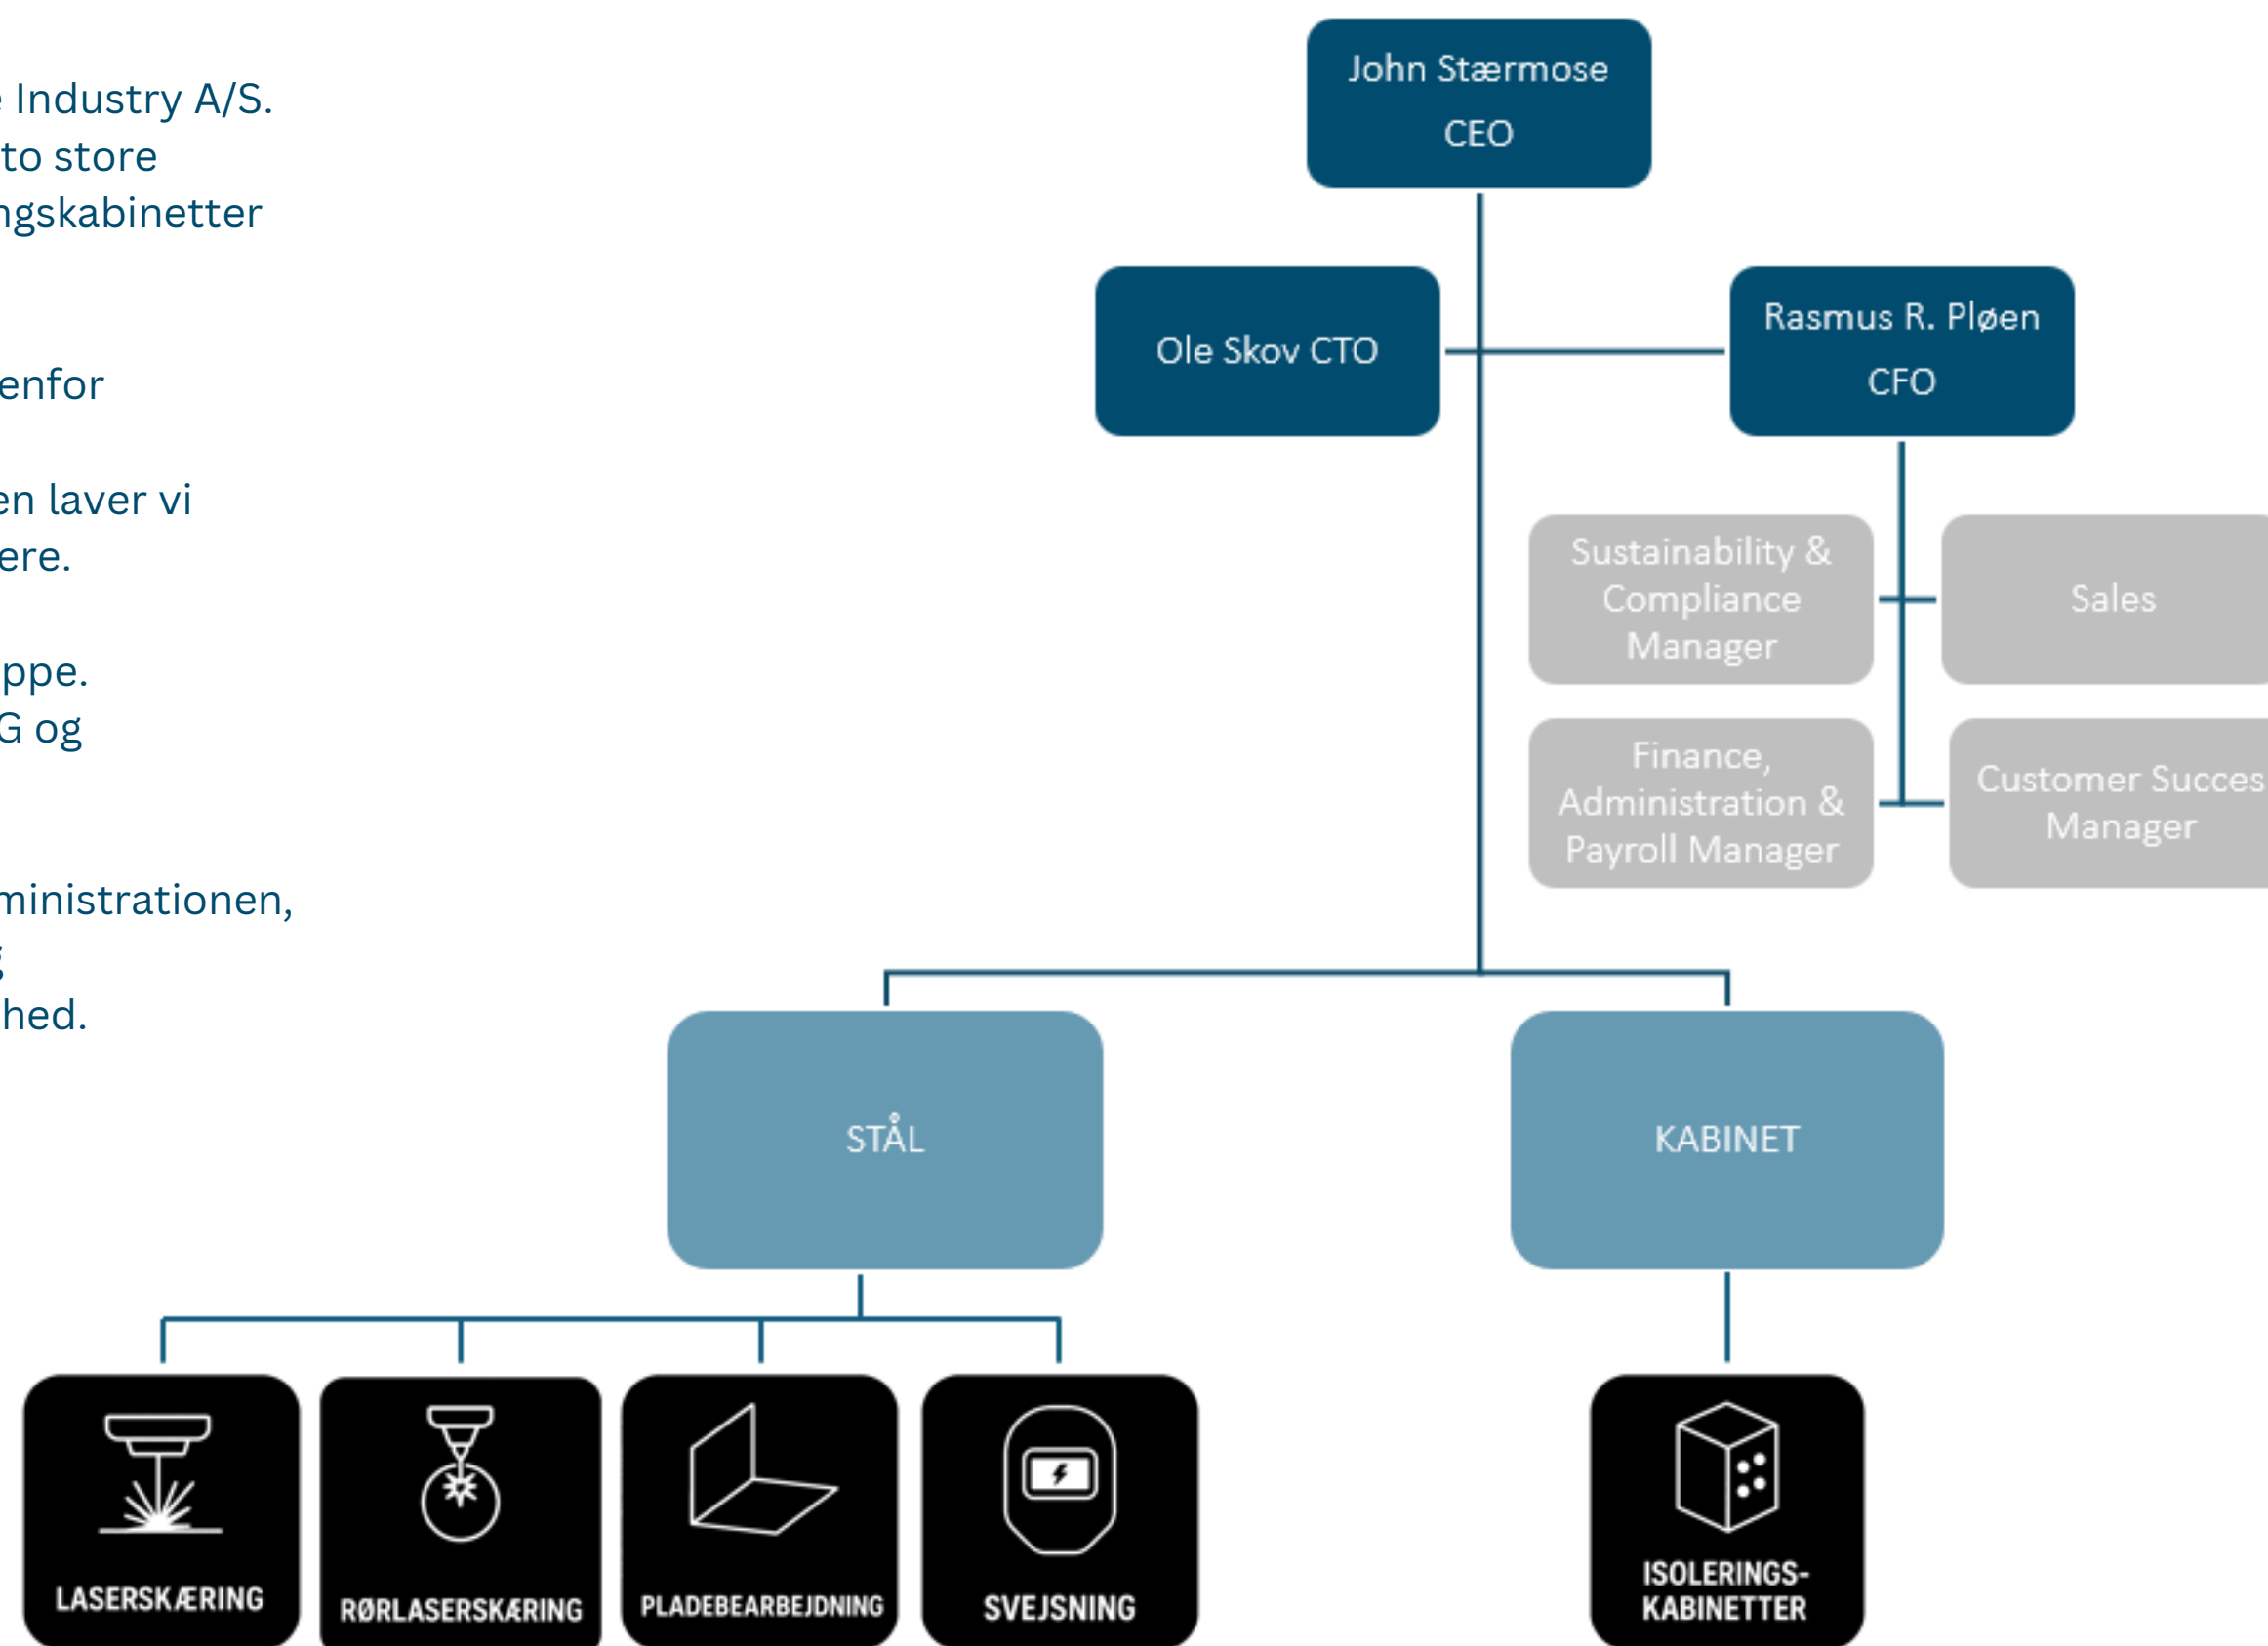 Industry A/S.
to store
ngskabinetter
enfor
en laver vi
ere.
ppe.
G og
ministrationen,
g
hed.
John Stærmose
CEO
Ole Skov CTO
Rasmus R. Pløen
CFO
Sustainability &
Compliance
Manager
Sales
Finance,
Administration &
Payroll Manager
Customer Succes
Manager
STÅL
KABINET
LASERSKÆRING
RØRLASERSKÆRING
PLADEBEARBEJDNING
SVEJSNING
ISOLERINGS-
KABINETTER